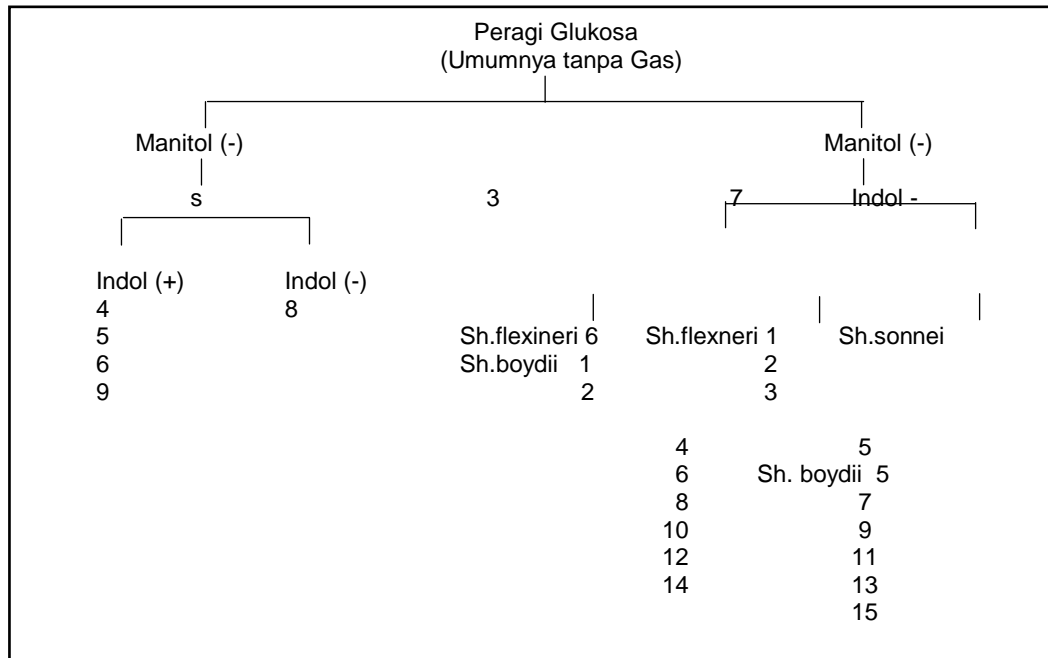 Peragi Glukosa
(Umumnya tanpa Gas)
Manitol (-) Manitol (-)
s 3 7 Indol -
Indol (+) Indol (-)
4 8
5 Sh.flexineri 6 Sh.flexneri 1 Sh.sonnei
6 Sh.boydii 1 2
9 2 3
4 5
6 Sh. boydii 5
8 7
10 9
12 11
14 13
15